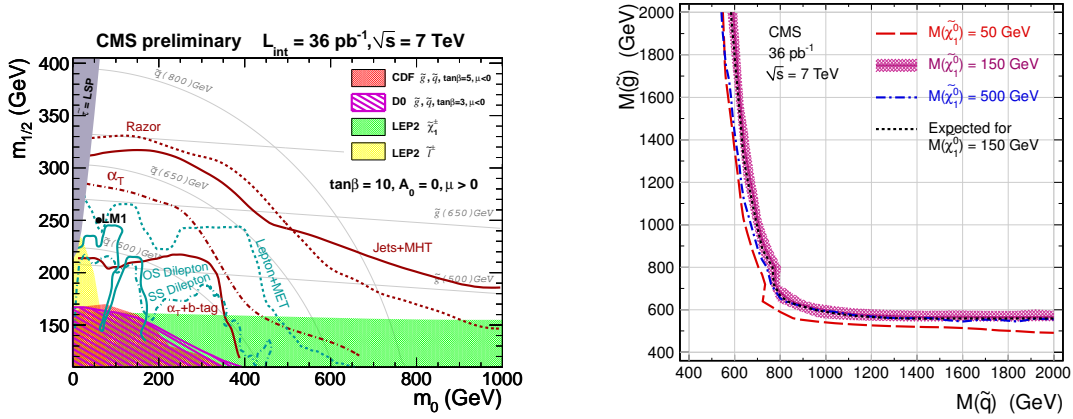 CMS preliminary L_int = 36 pb⁻¹, √s = 7 TeV
m_1/2 (GeV)
400
350
300
250
200
150
0 200 400 600 800 1000
m_0 (GeV)
τ̃ = LSP
q̃ (800) GeV
q̃ (650) GeV
q̃ (500) GeV
g̃ (650) GeV
g̃ (500) GeV
CDF g̃, q̃, tanβ=5, μ<0
D0 g̃, q̃, tanβ=3, μ<0
LEP2 χ̃₁^±
LEP2 l̃^±
tanβ = 10, A_0 = 0, μ > 0
Razor
α_T
LM1
Jets+MHT
OS Dilepton
SS Dilepton
Lepton+MET
α_T+b-tag
M(g̃) (GeV)
2000
1800
1600
1400
1200
1000
800
600
400
400 600 800 1000 1200 1400 1600 1800 2000
M(q̃) (GeV)
CMS
36 pb⁻¹
√s = 7 TeV
M(χ̃₁⁰) = 50 GeV
M(χ̃₁⁰) = 150 GeV
M(χ̃₁⁰) = 500 GeV
Expected for
M(χ̃₁⁰) = 150 GeV